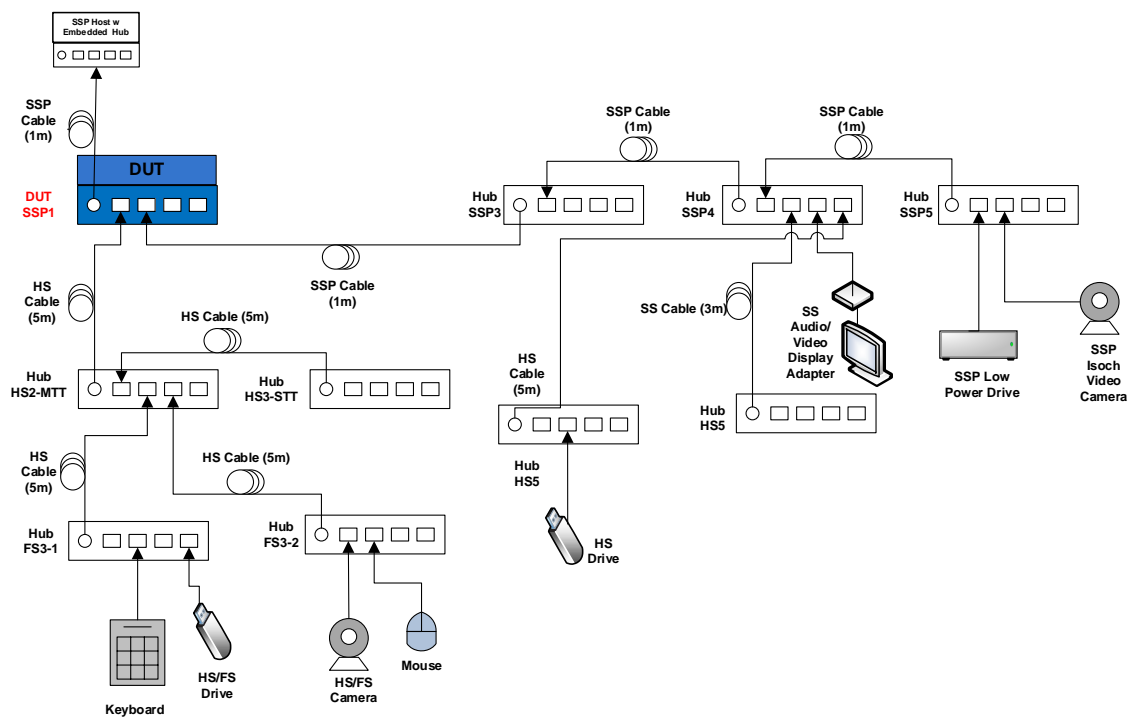 SSP Host w
Embedded Hub
SSP
Cable
(1m)
DUT
DUT
SSP1
SSP Cable
(1m)
SSP Cable
(1m)
Hub
SSP3
Hub
SSP4
Hub
SSP5
HS
Cable
(5m)
SSP Cable
(1m)
HS Cable (5m)
SS Cable (3m)
SS
Audio/
Video
Display
Adapter
SSP Low
Power Drive
SSP
Isoch
Video
Camera
Hub
HS2-MTT
Hub
HS3-STT
HS
Cable
(5m)
Hub
HS5
Hub
HS5
HS
Cable
(5m)
HS Cable (5m)
HS
Drive
Hub
FS3-1
Hub
FS3-2
Keyboard
HS/FS
Drive
HS/FS
Camera
Mouse